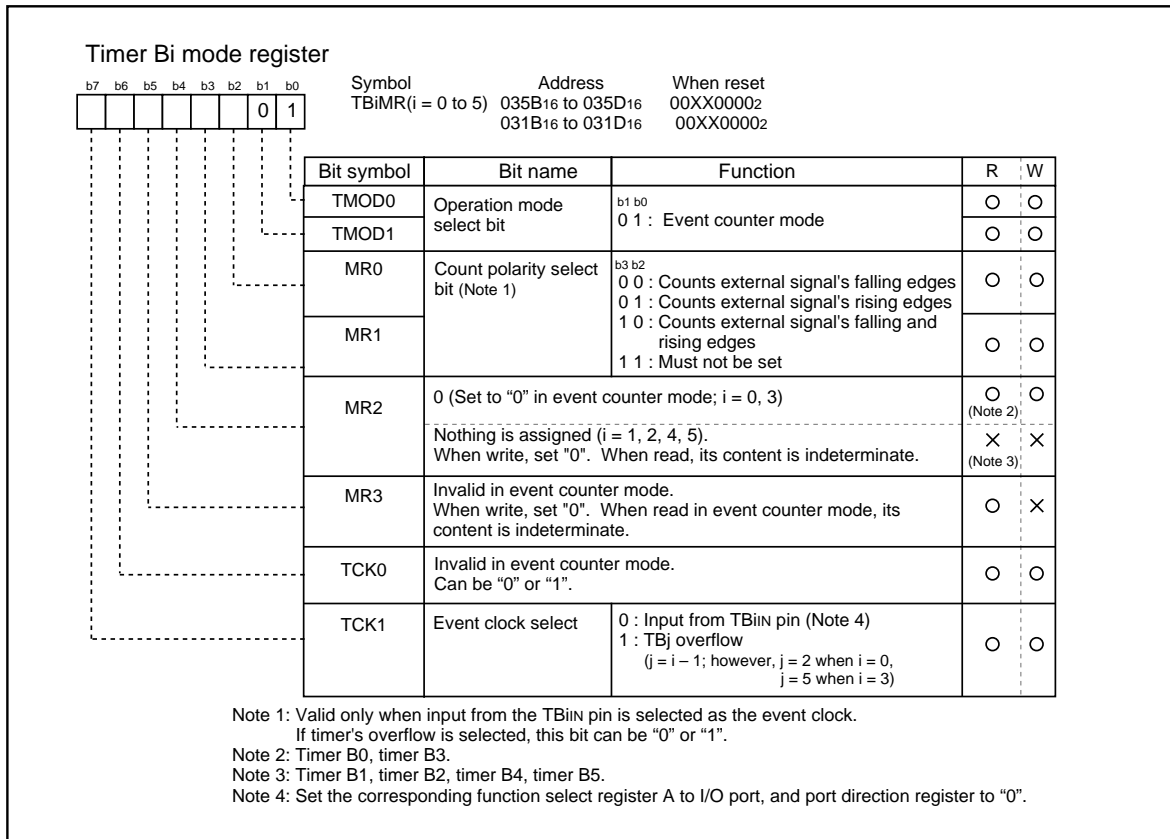 Timer Bi mode register
b7 b6 b5 b4 b3 b2 b1 b0
0 1
Symbol Address When reset
TBiMR(i = 0 to 5) 035B16 to 035D16 00XX00002
031B16 to 031D16 00XX00002
Bit symbol Bit name Function R W
TMOD0 Operation mode b1 b0
select bit 0 1 : Event counter mode
TMOD1
MR0 Count polarity select b3 b2
bit (Note 1) 0 0 : Counts external signal's falling edges
0 1 : Counts external signal's rising edges
MR1 1 0 : Counts external signal's falling and
rising edges
1 1 : Must not be set
MR2 0 (Set to “0” in event counter mode; i = 0, 3)
(Note 2)
Nothing is assigned (i = 1, 2, 4, 5).
When write, set "0". When read, its content is indeterminate.
(Note 3)
MR3 Invalid in event counter mode.
When write, set "0". When read in event counter mode, its
content is indeterminate.
TCK0 Invalid in event counter mode.
Can be “0” or “1”.
TCK1 Event clock select 0 : Input from TBiIN pin (Note 4)
1 : TBj overflow
(j = i – 1; however, j = 2 when i = 0,
j = 5 when i = 3)
Note 1: Valid only when input from the TBiIN pin is selected as the event clock.
If timer's overflow is selected, this bit can be “0” or “1”.
Note 2: Timer B0, timer B3.
Note 3: Timer B1, timer B2, timer B4, timer B5.
Note 4: Set the corresponding function select register A to I/O port, and port direction register to “0”.